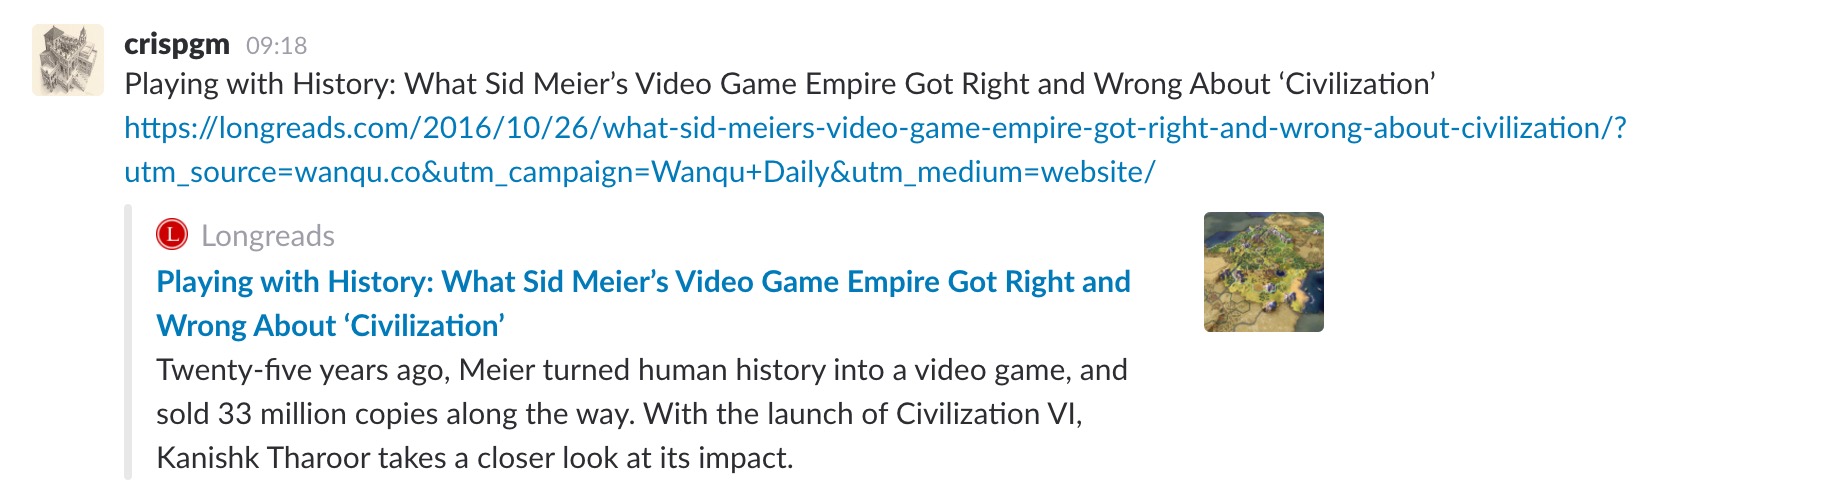 crispgm 09:18
Playing with History: What Sid Meier’s Video Game Empire Got Right and Wrong About ‘Civilization’
https://longreads.com/2016/10/26/what-sid-meiers-video-game-empire-got-right-and-wrong-about-civilization/?
utm_source=wanqu.co&utm_campaign=Wanqu+Daily&utm_medium=website/
L Longreads
Playing with History: What Sid Meier’s Video Game Empire Got Right and
Wrong About ‘Civilization’
Twenty-five years ago, Meier turned human history into a video game, and
sold 33 million copies along the way. With the launch of Civilization VI,
Kanishk Tharoor takes a closer look at its impact.